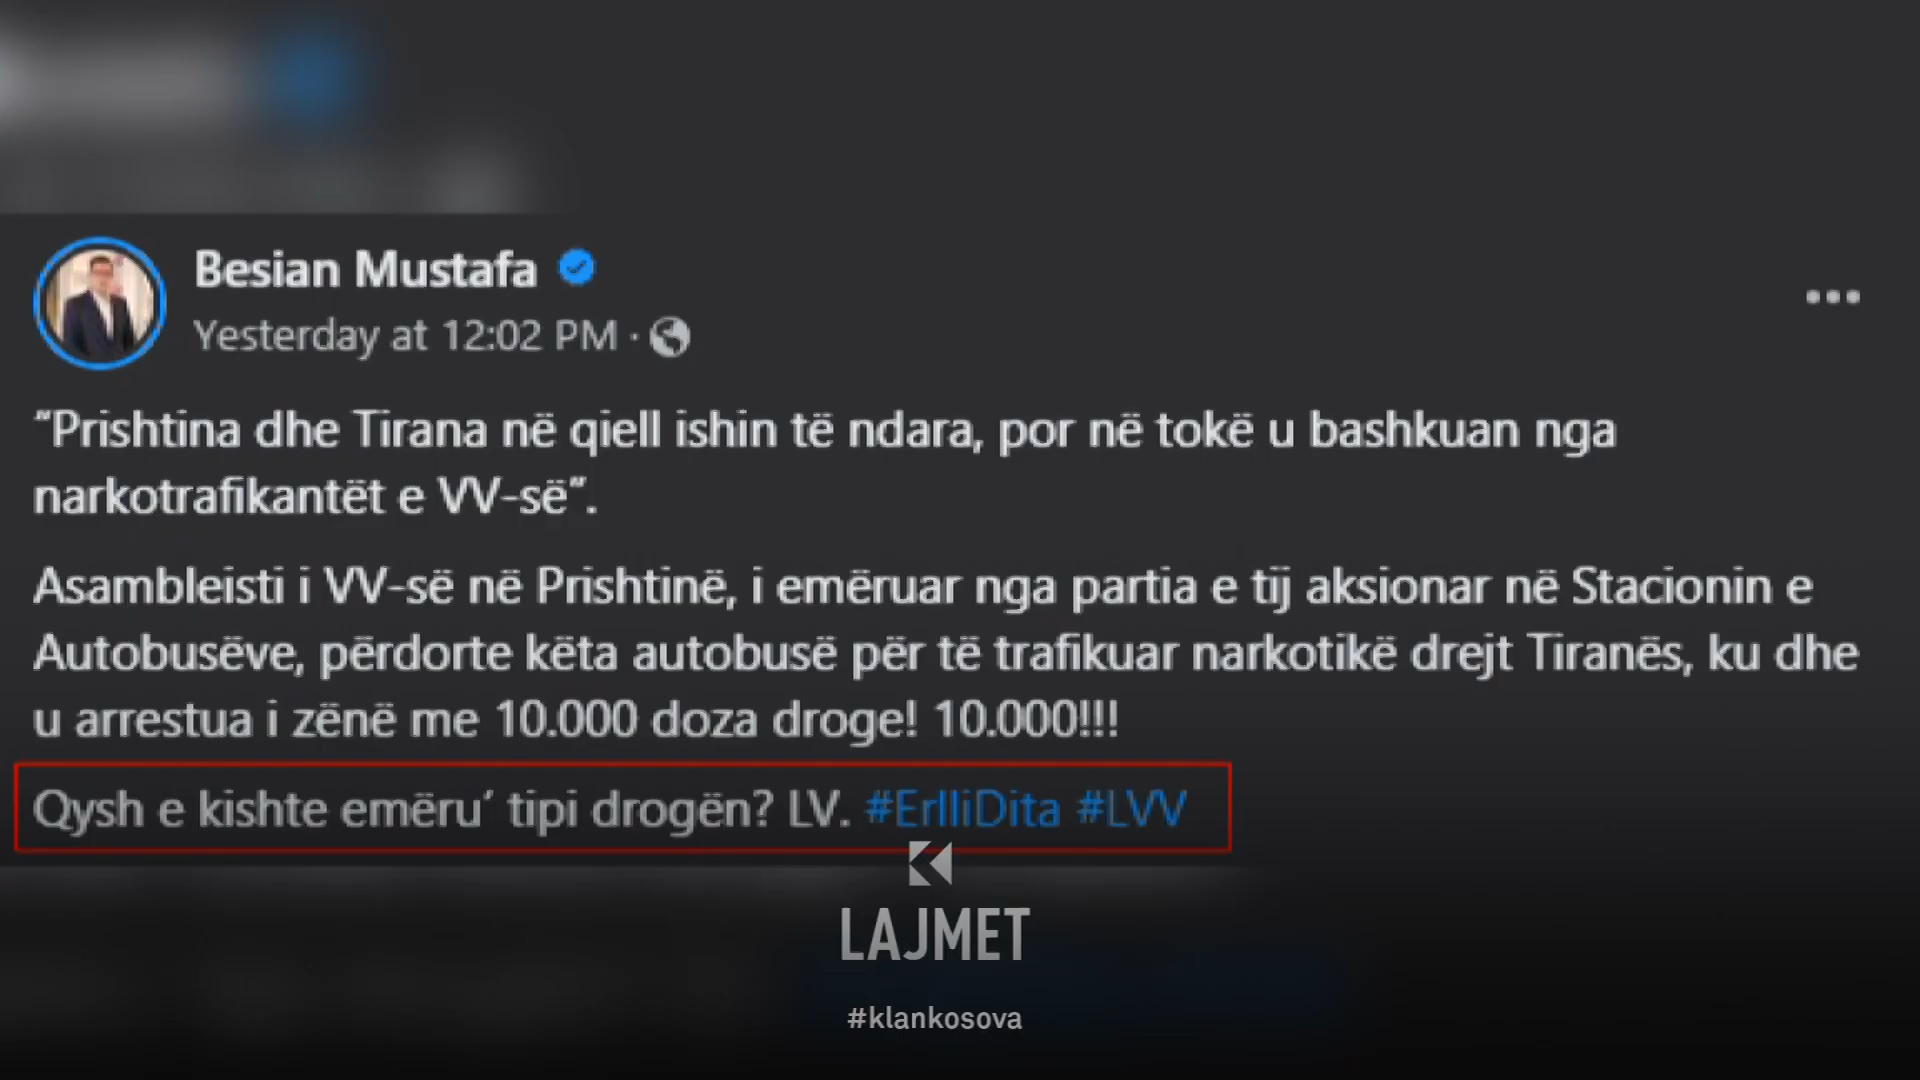 Besian Mustafa
Yesterday at 12:02 PM ·
“Prishtina dhe Tirana në qiell ishin të ndara, por në tokë u bashkuan nga
narkotrafikantët e VV-së”.
Asambleisti i VV-së në Prishtinë, i emëruar nga partia e tij aksionar në Stacionin e
Autobusëve, përdorte këta autobusë për të trafikuar narkotikë drejt Tiranës, ku dhe
u arrestua i zënë me 10.000 doza droge! 10.000!!!
Qysh e kishte emëru’ tipi drogën? LV. #ErlliDita #LVV
LAJMET
#klankosova